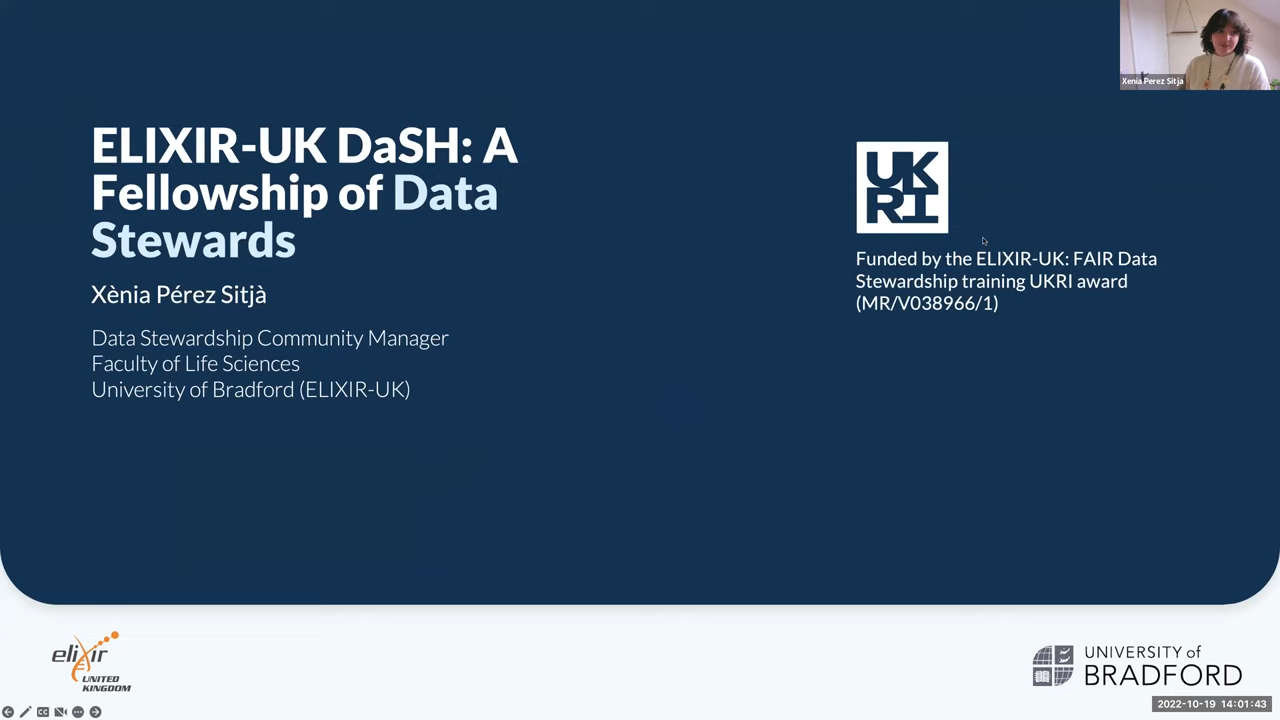 Xenia Perez Sitja
ELIXIR-UK DaSH: A
Fellowship of Data
Stewards
Xènia Pérez Sitjà
Data Stewardship Community Manager
Faculty of Life Sciences
University of Bradford (ELIXIR-UK)
UK
RI
Funded by the ELIXIR-UK: FAIR Data
Stewardship training UKRI award
(MR/V038966/1)
elixir
UNITED
KINGDOM
UNIVERSITY of
BRADFORD
2022-10-19 14:01:43